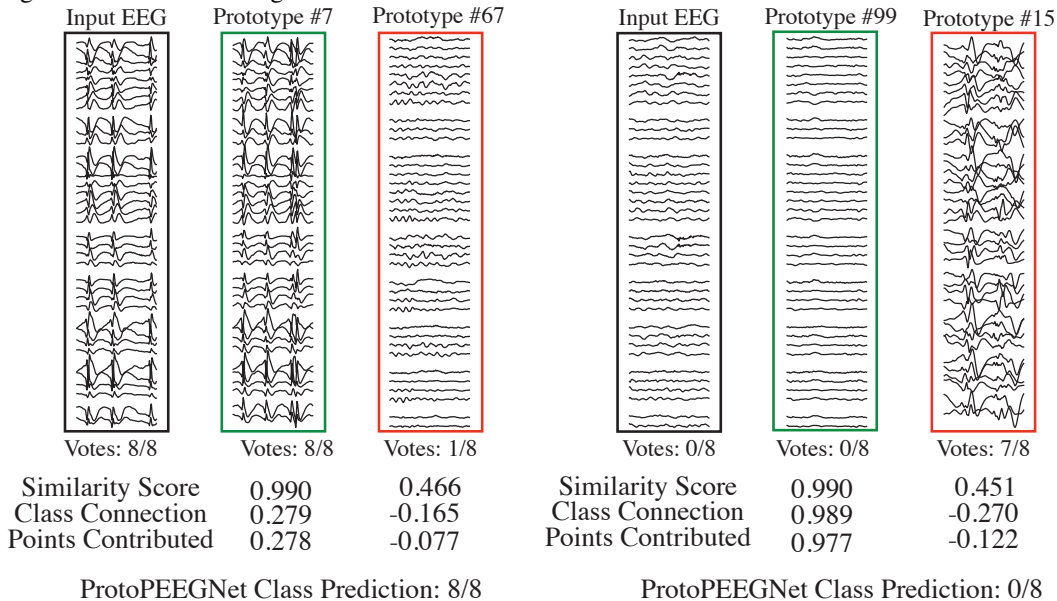 Input EEG Prototype #7 Prototype #67 Input EEG Prototype #99 Prototype #15
Votes: 8/8 Votes: 8/8 Votes: 1/8 Votes: 0/8 Votes: 0/8 Votes: 7/8
Similarity Score 0.990 0.466 Similarity Score 0.990 0.451
Class Connection 0.279 -0.165 Class Connection 0.989 -0.270
Points Contributed 0.278 -0.077 Points Contributed 0.977 -0.122
ProtoPEEGNet Class Prediction: 8/8 ProtoPEEGNet Class Prediction: 0/8